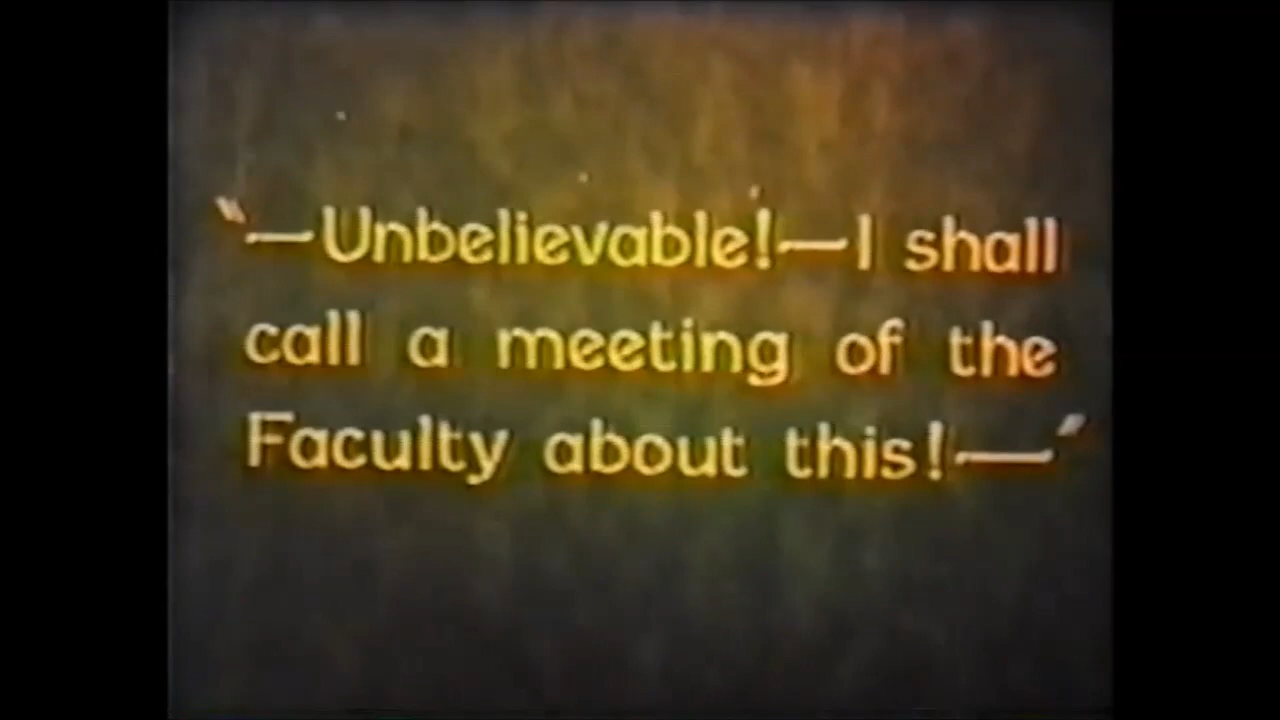 "—Unbelievable!—I shall
call a meeting of the
Faculty about this!—"